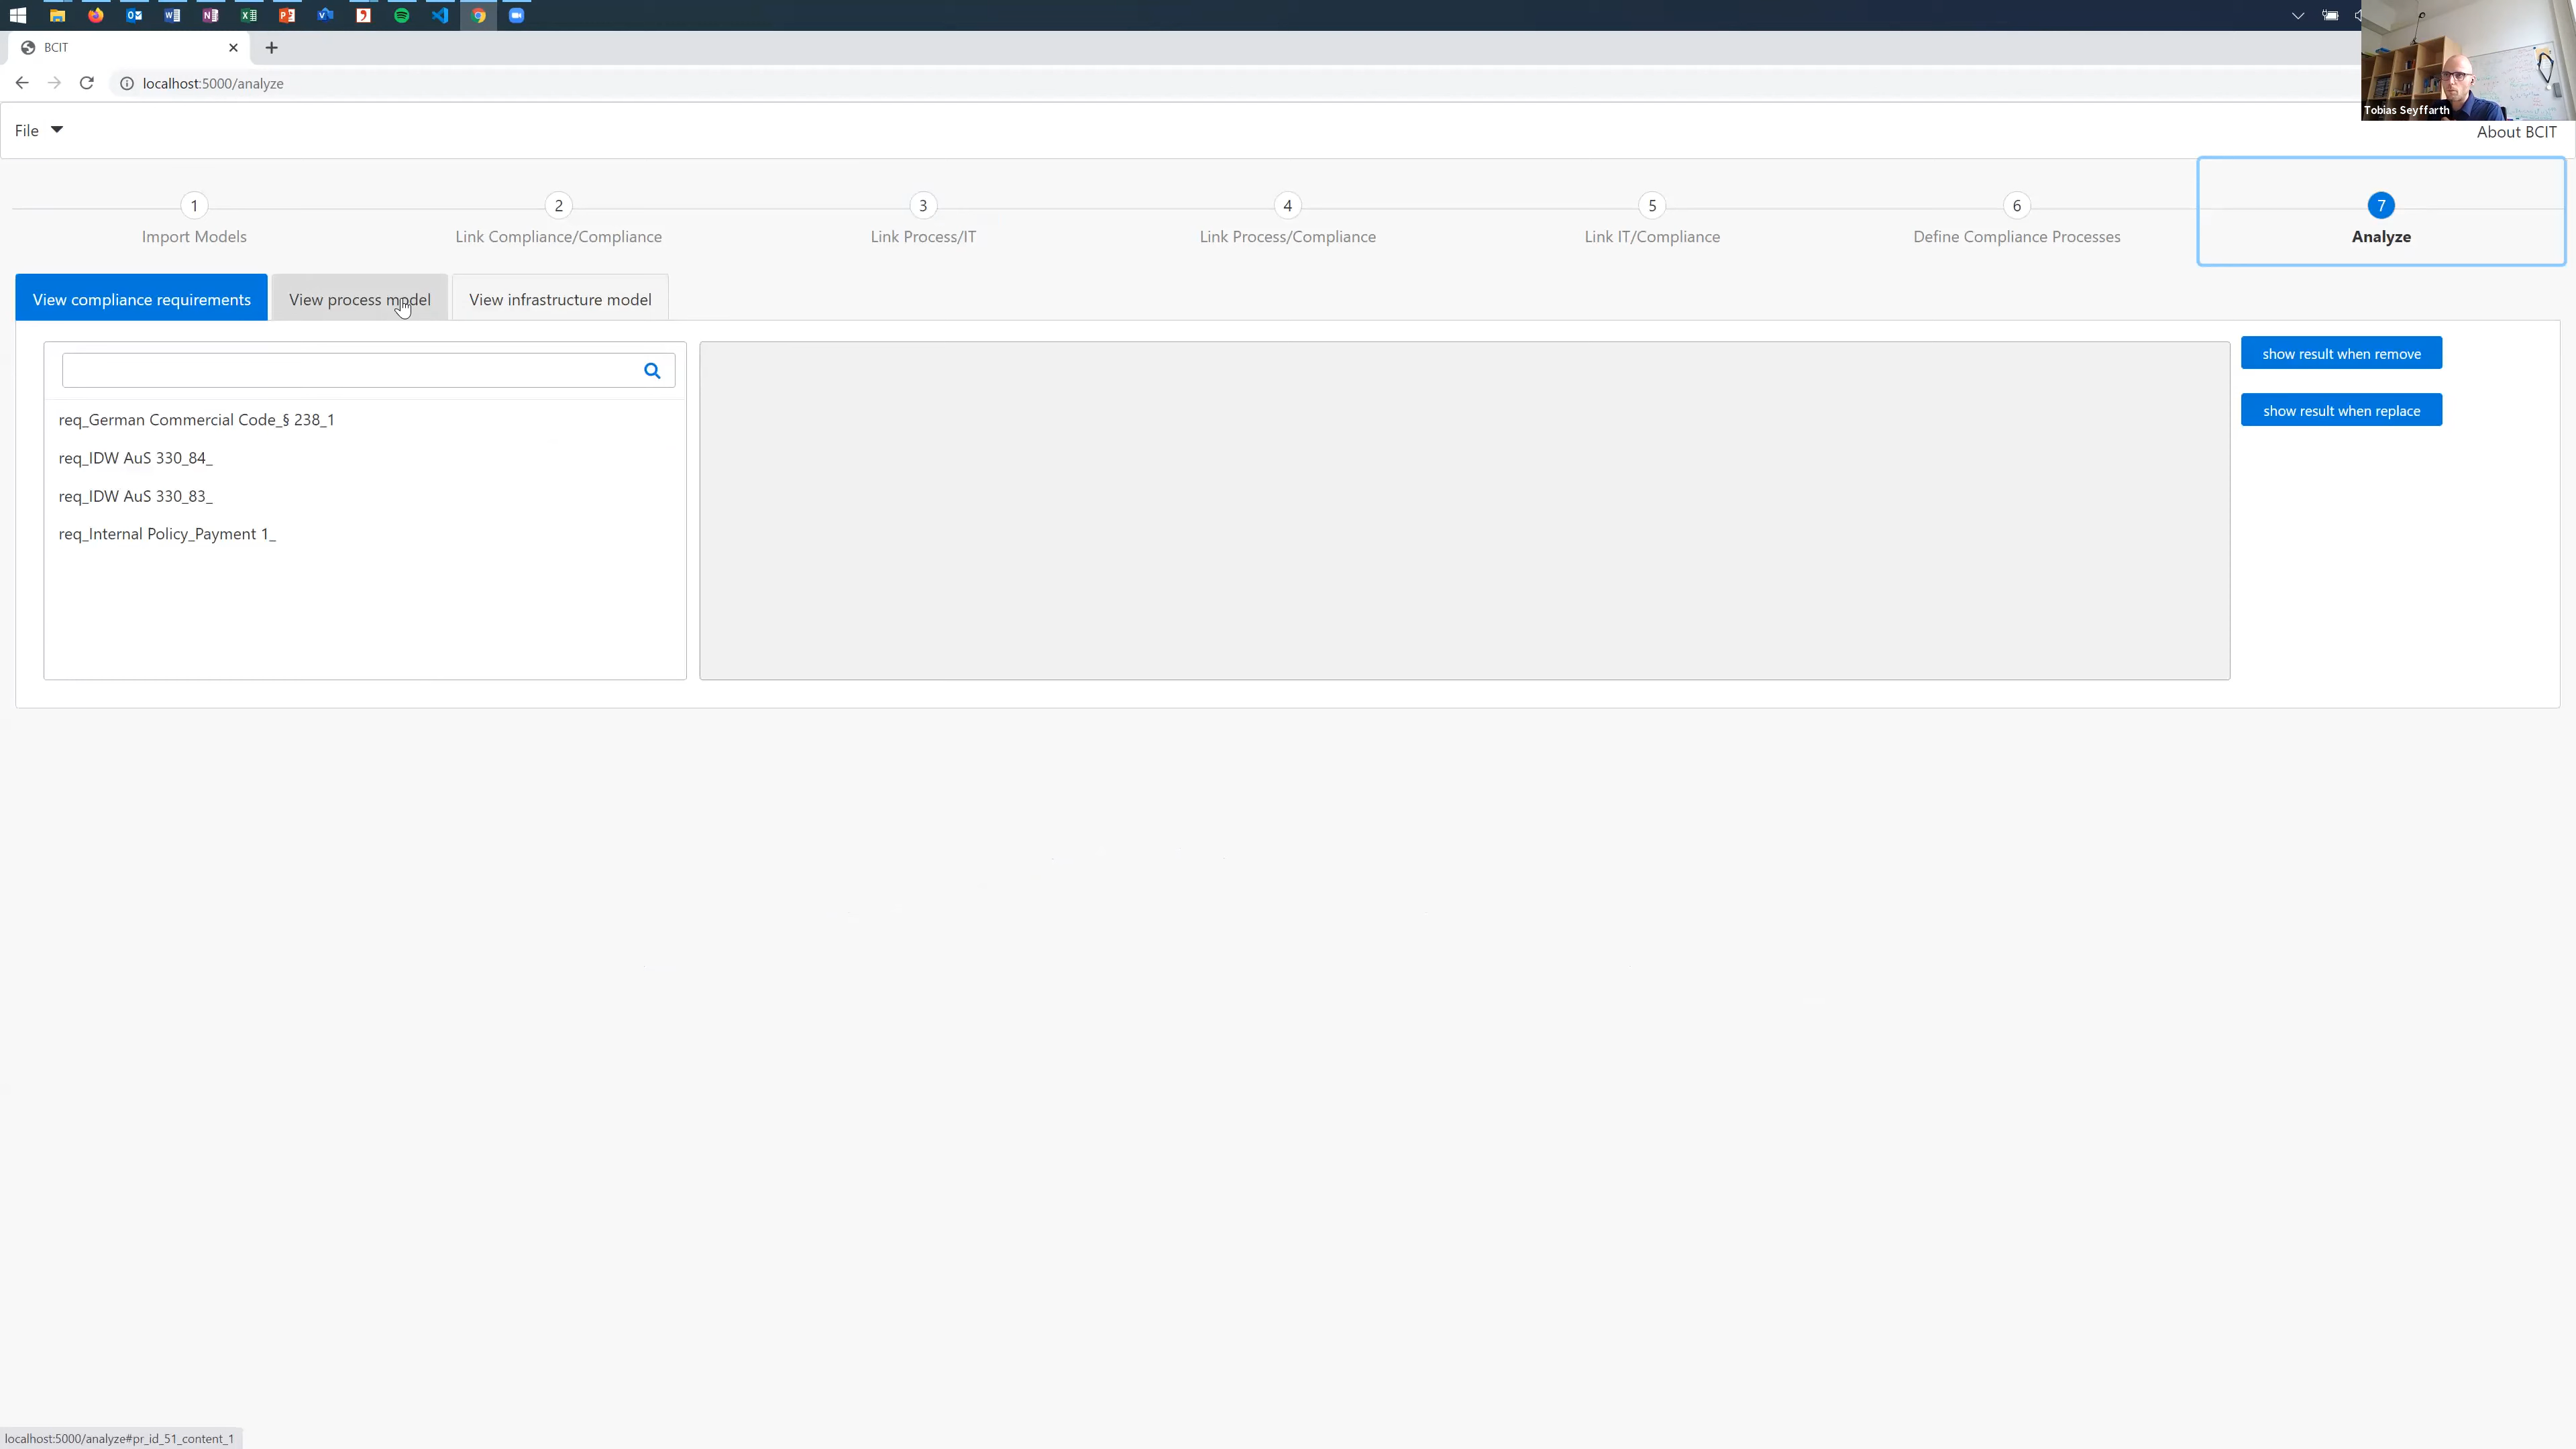 BCIT
localhost:5000/analyze
Tobias Seyffarth
File
About BCIT
1 2 3 4 5 6 7
Import Models Link Compliance/Compliance Link Process/IT Link Process/Compliance Link IT/Compliance Define Compliance Processes Analyze
View compliance requirements View process model View infrastructure model
show result when remove
show result when replace
req_German Commercial Code_§ 238_1
req_IDW AuS 330_84_
req_IDW AuS 330_83_
req_Internal Policy_Payment 1_
localhost:5000/analyze#pr_id_51_content_1